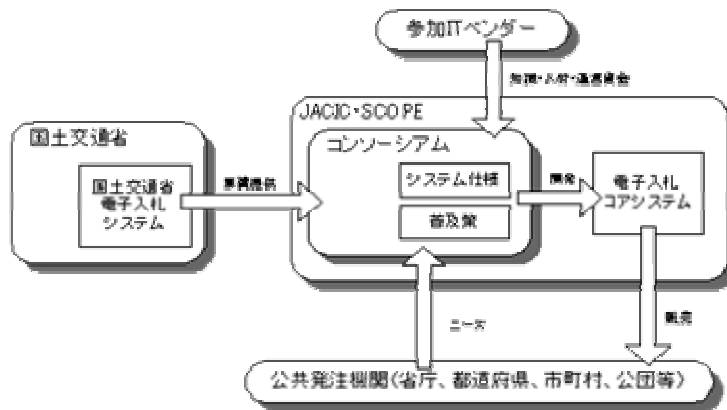 参加ITベンダー
JACIC・SCOPE
国土交通省
コンソーシアム
国土交通省
電子入札
システム
システム仕様
開発
電子入札
コアシステム
普及策
ニーズ
販売
公共発注機関(省庁、都道府県、市町村、公団等)